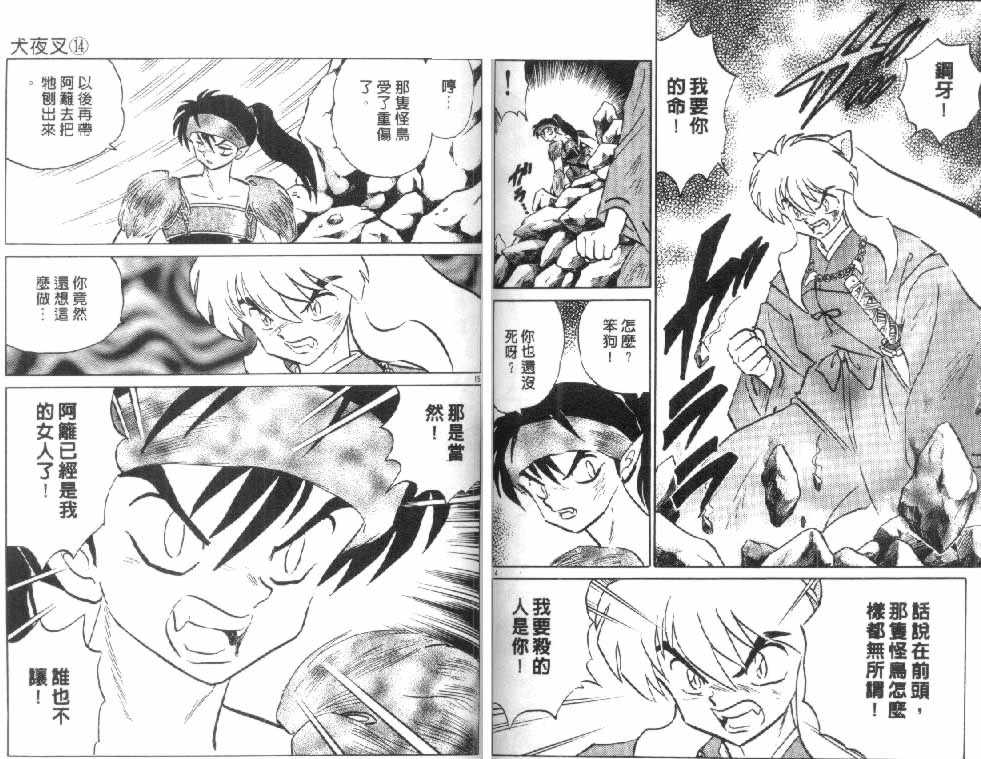 鋼牙！
我要你
的命！
！
怎麼？
笨狗！
你也還沒
死呀？
話說在前頭，
那隻怪鳥怎麼
樣都無所謂！
我要殺的
人是你！
4
犬夜叉⑭
哼…
那隻怪鳥
受了重傷
了。
以後再帶
阿籬去把
牠刨出來
。
你竟然
還想這
麼做…
15
那是當
然！
阿籬已經是我
的女人了！
誰也不
讓！